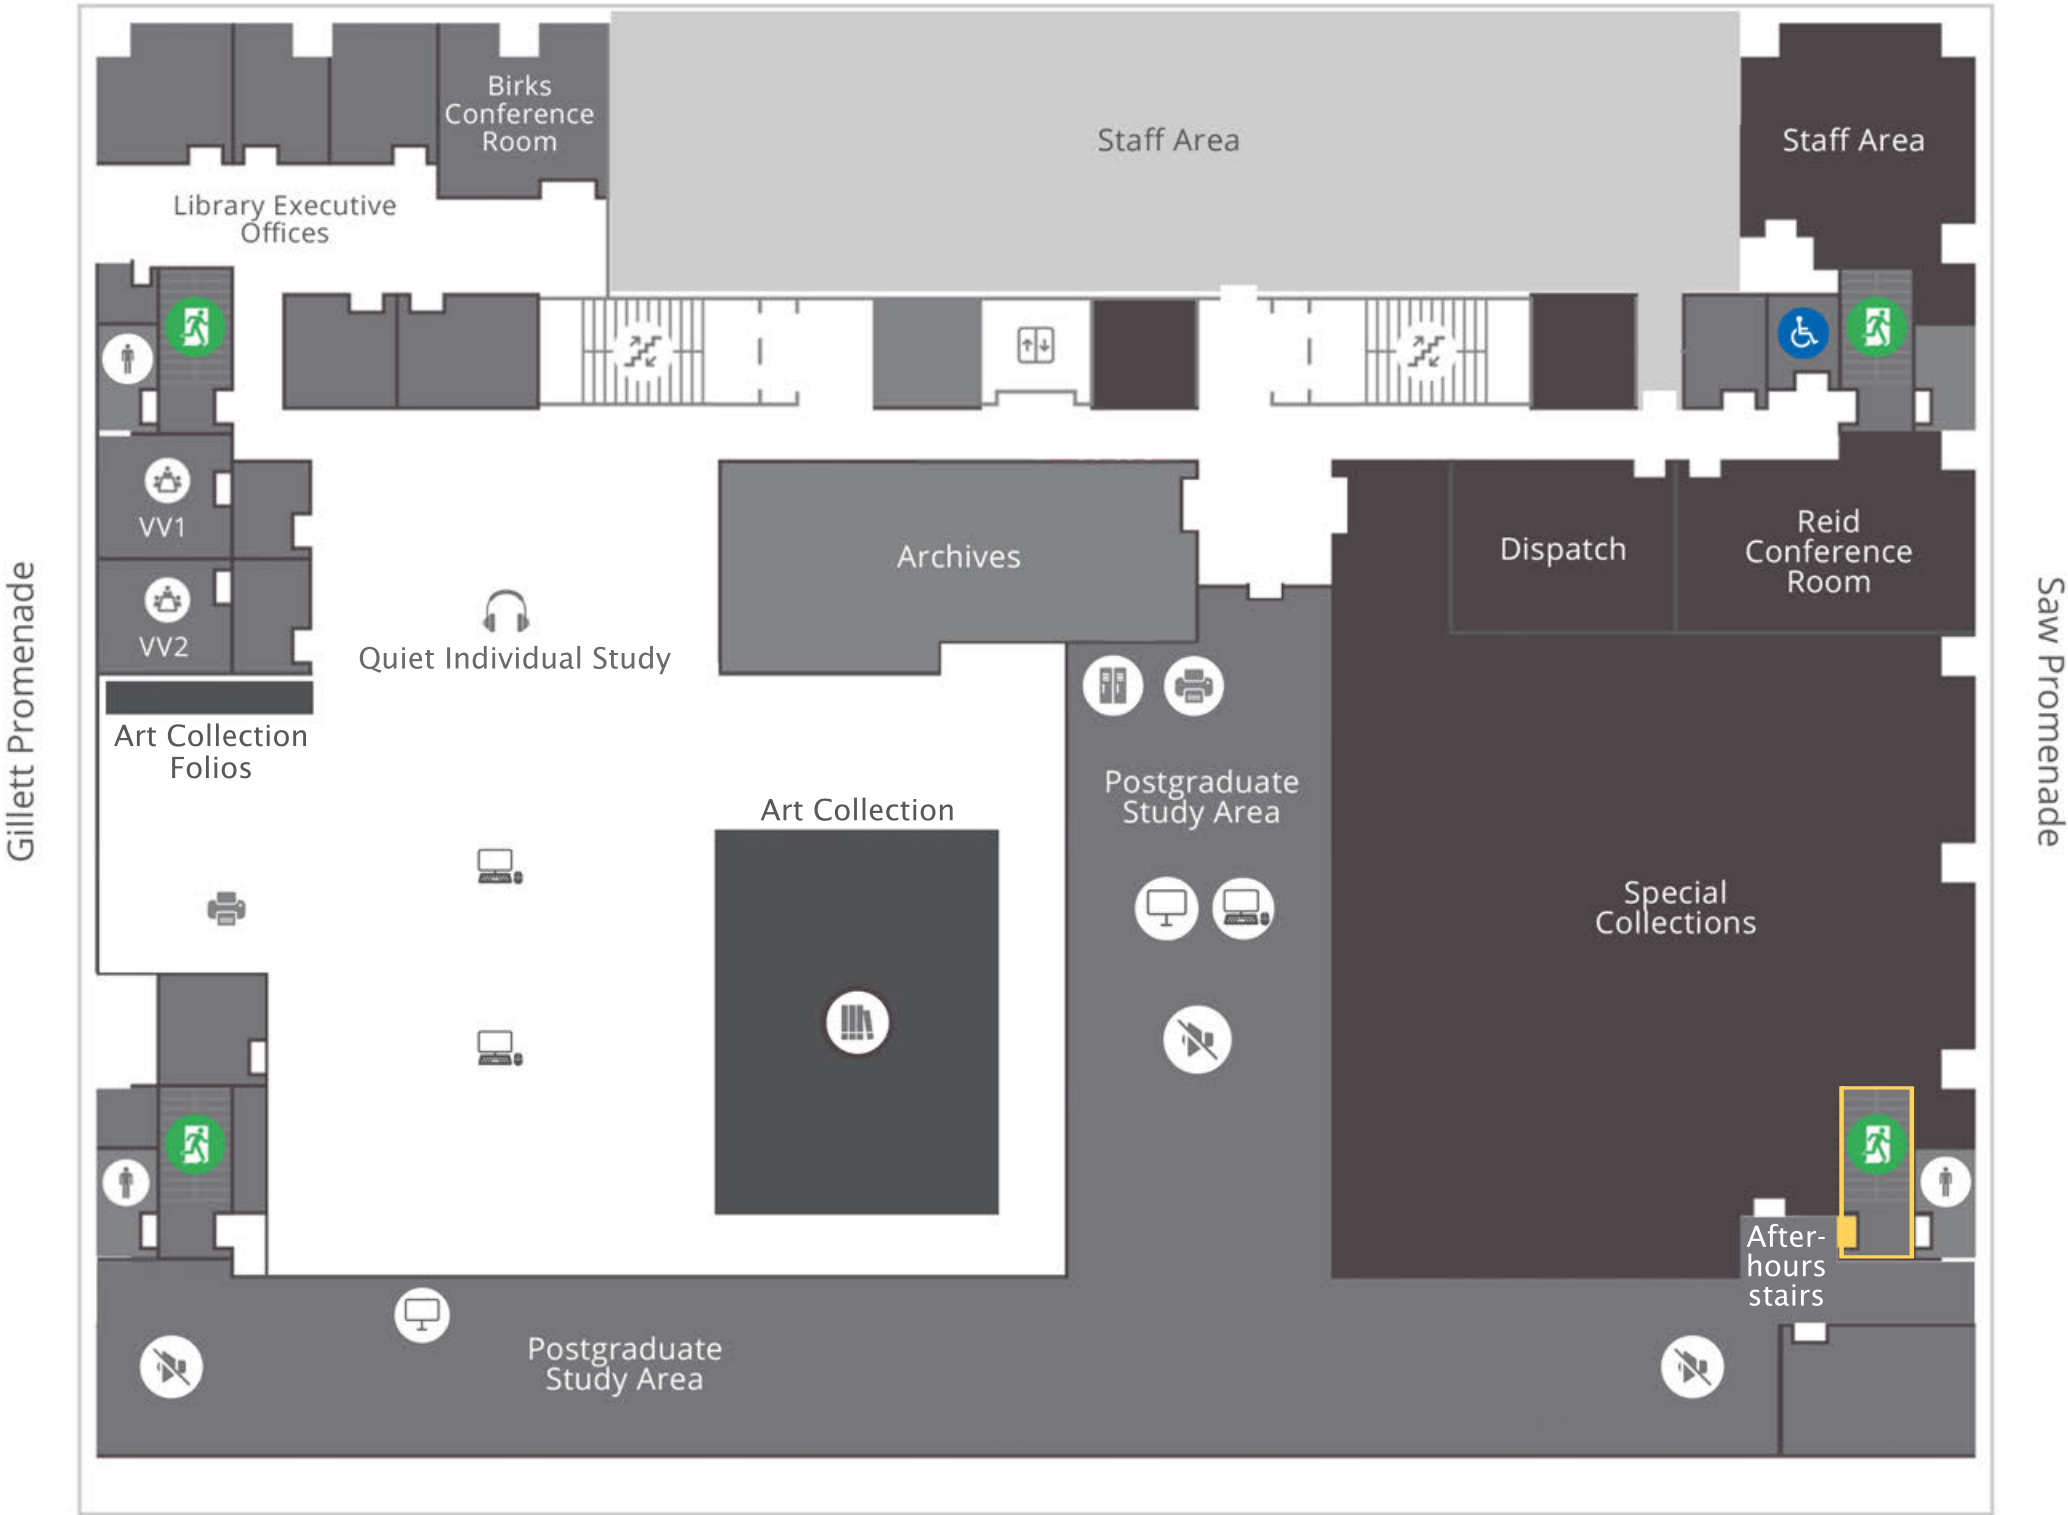 Birks
Conference
Room
Staff Area
Staff Area
Library Executive
Offices
VV1
VV2
Archives
Dispatch
Reid
Conference
Room
Quiet Individual Study
Gillett Promenade
Saw Promenade
Art Collection
Folios
Art Collection
Postgraduate
Study Area
Special
Collections
After-
hours
stairs
Postgraduate
Study Area